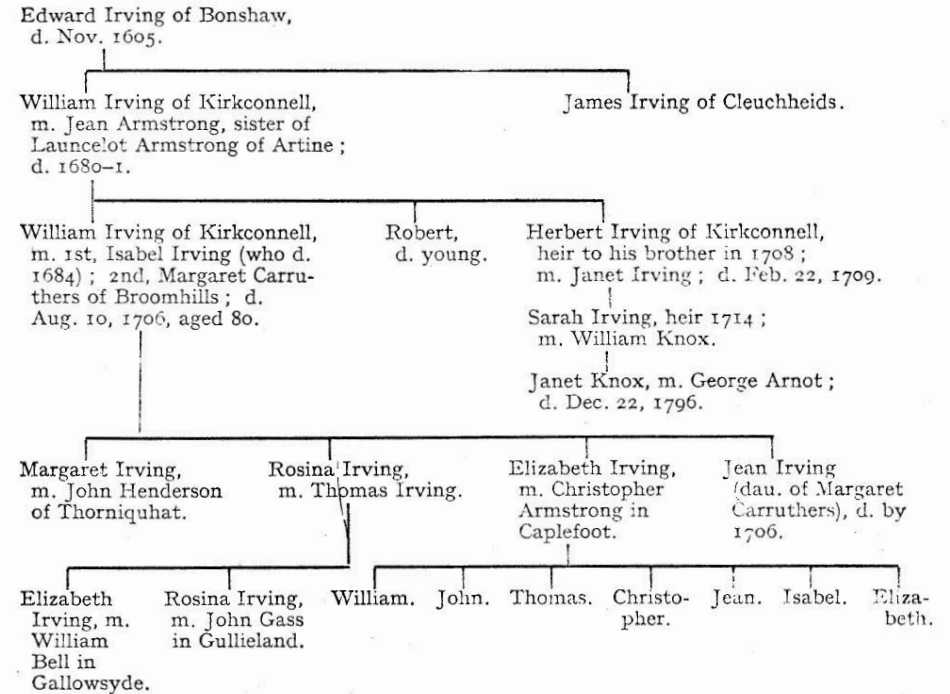 Edward Irving of Bonshaw,
d. Nov. 1605.
William Irving of Kirkconnell,
m. Jean Armstrong, sister of
Launcelot Armstrong of Artine ;
d. 1680–1.
James Irving of Cleuchheids.
William Irving of Kirkconnell,
m. 1st, Isabel Irving (who d.
1684) ; 2nd, Margaret Carru-
thers of Broomhills ; d.
Aug. 10, 1706, aged 80.
Robert,
d. young.
Herbert Irving of Kirkconnell,
heir to his brother in 1708 ;
m. Janet Irving ; d. Feb. 22, 1709.
Sarah Irving, heir 1714 ;
m. William Knox.
Janet Knox, m. George Arnot ;
d. Dec. 22, 1796.
Margaret Irving,
m. John Henderson
of Thorniquhat.
Rosina Irving,
m. Thomas Irving.
Elizabeth Irving,
m. Christopher
Armstrong in
Caplefoot.
Jean Irving
(dau. of Margaret
Carruthers), d. by
1706.
Elizabeth
Irving, m.
William
Bell in
Gallowsyde.
Rosina Irving,
m. John Gass
in Gullieland.
William.
John.
Thomas.
Christo-
pher.
Jean.
Isabel.
Eliza-
beth.